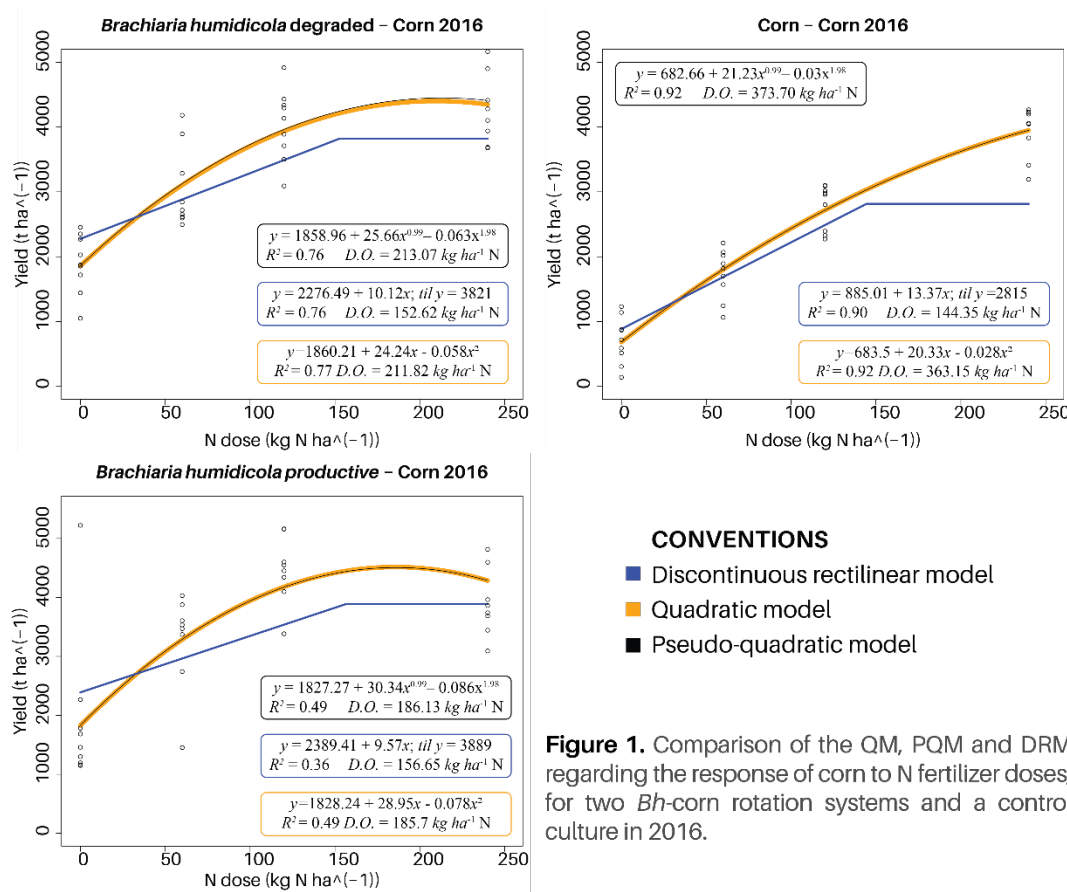 Brachiaria humidicola degraded – Corn 2016
Yield (t ha^(−1))
5000
4000
3000
2000
1000
0
y = 1858.96 + 25.66x^0.99 – 0.063x^1.98
R² = 0.76 D.O. = 213.07 kg ha⁻¹ N
y = 2276.49 + 10.12x; til y = 3821
R² = 0.76 D.O. = 152.62 kg ha⁻¹ N
y−1860.21 + 24.24x - 0.058x²
R² = 0.77 D.O. = 211.82 kg ha⁻¹ N
0 50 100 150 200 250
N dose (kg N ha^(−1))
Corn – Corn 2016
Yield (t ha^(−1))
5000
4000
3000
2000
1000
0
y = 682.66 + 21.23x^0.99 – 0.03x^1.98
R² = 0.92 D.O. = 373.70 kg ha⁻¹ N
y = 885.01 + 13.37x; til y =2815
R² = 0.90 D.O. = 144.35 kg ha⁻¹ N
y−683.5 + 20.33x - 0.028x²
R² = 0.92 D.O. = 363.15 kg ha⁻¹ N
0 50 100 150 200 250
N dose (kg N ha^(−1))
Brachiaria humidicola productive – Corn 2016
Yield (t ha^(−1))
5000
4000
3000
2000
1000
0
y = 1827.27 + 30.34x^0.99 – 0.086x^1.98
R² = 0.49 D.O. = 186.13 kg ha⁻¹ N
y = 2389.41 + 9.57x; til y = 3889
R² = 0.36 D.O. = 156.65 kg ha⁻¹ N
y=1828.24 + 28.95x - 0.078x²
R² = 0.49 D.O. = 185.7 kg ha⁻¹ N
0 50 100 150 200 250
N dose (kg N ha^(−1))
CONVENTIONS
Discontinuous rectilinear model
Quadratic model
Pseudo-quadratic model
Figure 1. Comparison of the QM, PQM and DRM
regarding the response of corn to N fertilizer doses,
for two Bh-corn rotation systems and a contro
culture in 2016.